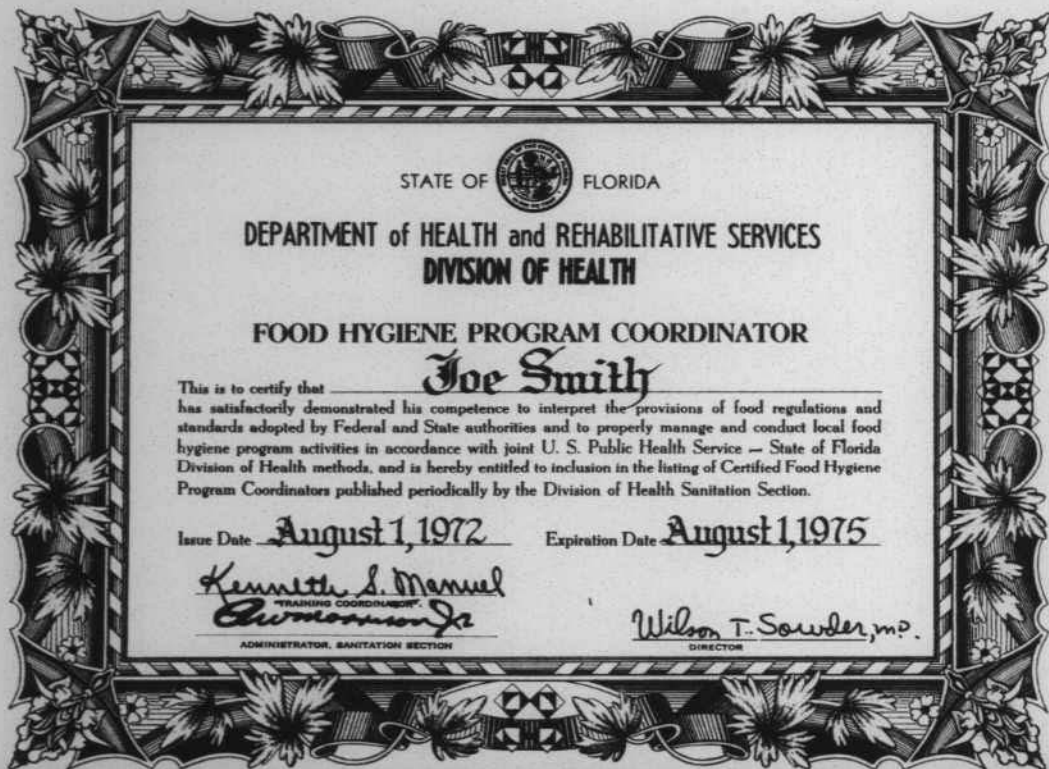 STATE OF FLORIDA
DEPARTMENT of HEALTH and REHABILITATIVE SERVICES
DIVISION OF HEALTH
FOOD HYGIENE PROGRAM COORDINATOR
This is to certify that Joe Smith
has satisfactorily demonstrated his competence to interpret the provisions of food regulations and
standards adopted by Federal and State authorities and to properly manage and conduct local food
hygiene program activities in accordance with joint U. S. Public Health Service — State of Florida
Division of Health methods, and is hereby entitled to inclusion in the listing of Certified Food Hygiene
Program Coordinators published periodically by the Division of Health Sanitation Section.
Issue Date August 1, 1972 Expiration Date August 1, 1975
Kenneth S. Manuel
TRAINING COORDINATOR
Wilson T. Sowder, M.D.
ADMINISTRATOR, SANITATION SECTION
DIRECTOR